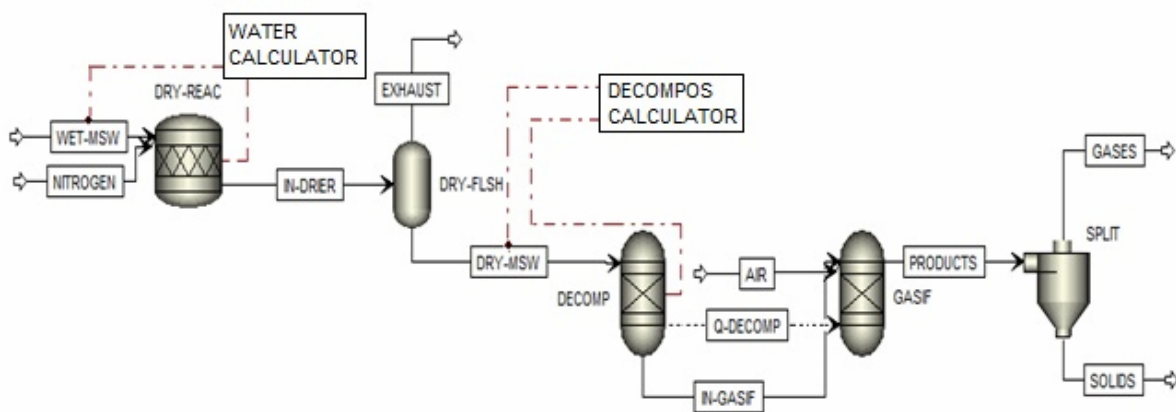 WATER
CALCULATOR
DRY-REAC
EXHAUST
DECOMPOS
CALCULATOR
WET-MSW
NITROGEN
IN-DRIER
DRY-FLSH
GASES
DRY-MSW
AIR
PRODUCTS
SPLIT
DECOMP
GASIF
Q-DECOMP
IN-GASIF
SOLIDS